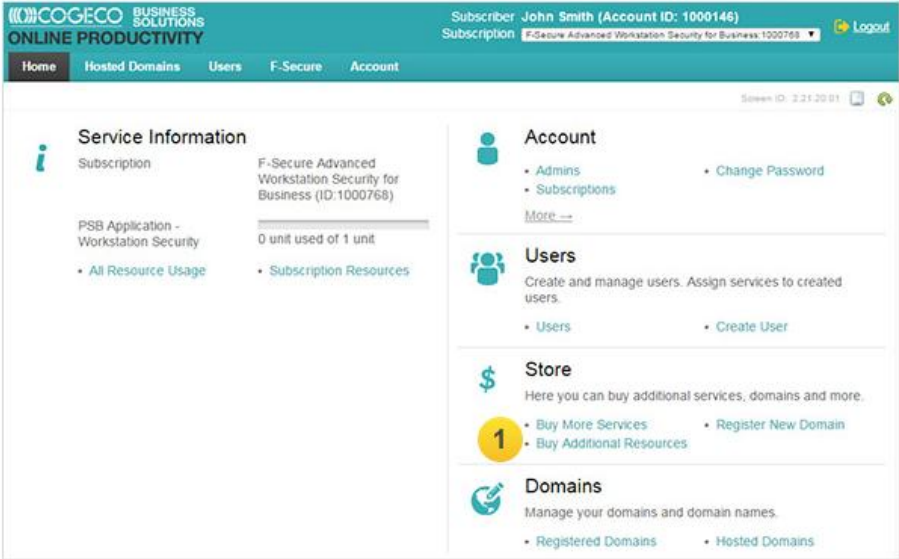 COGECO BUSINESS SOLUTIONS
ONLINE PRODUCTIVITY
Subscriber John Smith (Account ID: 1000146)
Subscription F-Secure Advanced Workstation Security for Business;1000768
Logout
Home Hosted Domains Users F-Secure Account
Screen ID: 2.21.20.01
Service Information
Subscription
F-Secure Advanced
Workstation Security for
Business (ID:1000768)
PSB Application -
Workstation Security
0 unit used of 1 unit
• All Resource Usage
• Subscription Resources
Account
• Admins
• Change Password
• Subscriptions
More →
Users
Create and manage users. Assign services to created
users.
• Users
• Create User
Store
Here you can buy additional services, domains and more.
1
• Buy More Services
• Register New Domain
• Buy Additional Resources
Domains
Manage your domains and domain names.
• Registered Domains
• Hosted Domains